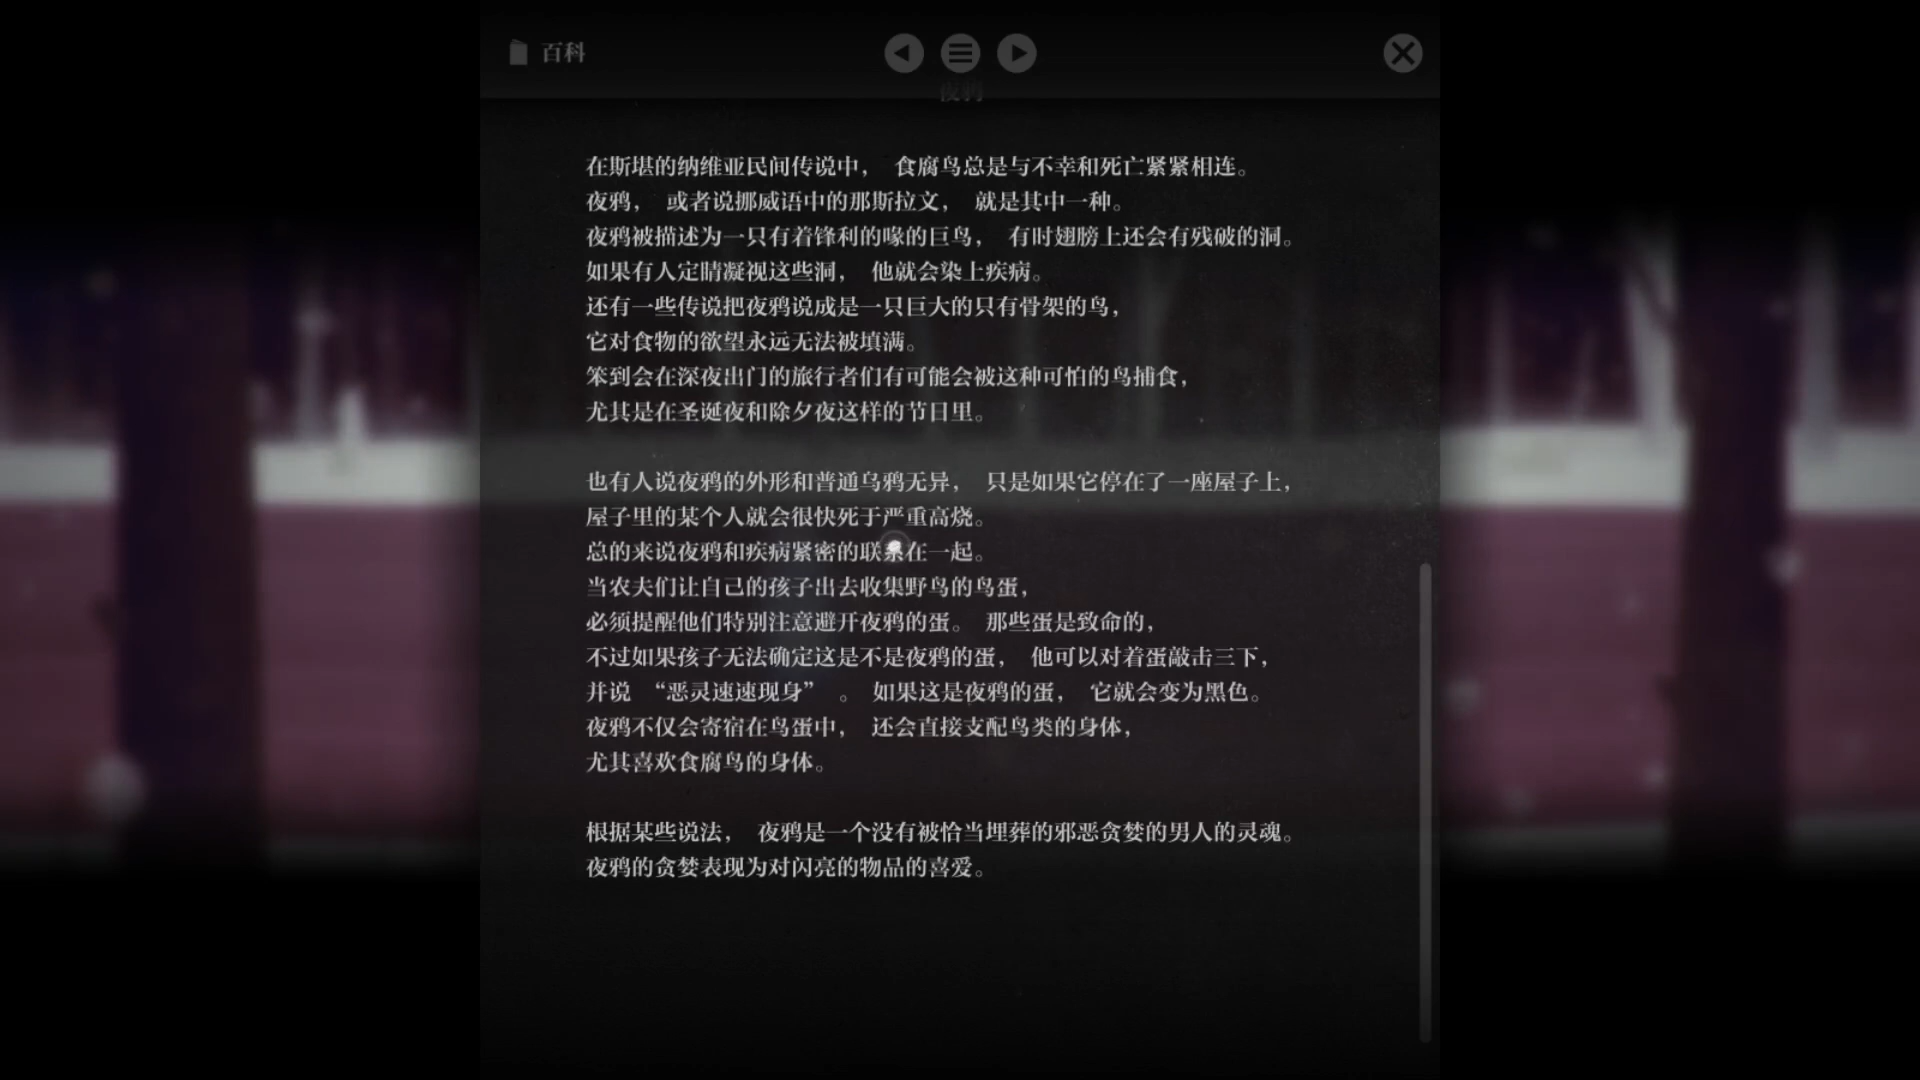 百科
夜鸦
在斯堪的纳维亚民间传说中， 食腐鸟总是与不幸和死亡紧紧相连。
夜鸦， 或者说挪威语中的那斯拉文， 就是其中一种。
夜鸦被描述为一只有着锋利的喙的巨鸟， 有时翅膀上还会有残破的洞。
如果有人定睛凝视这些洞， 他就会染上疾病。
还有一些传说把夜鸦说成是一只巨大的只有骨架的鸟，
它对食物的欲望永远无法被填满。
笨到会在深夜出门的旅行者们有可能会被这种可怕的鸟捕食，
尤其是在圣诞夜和除夕夜这样的节日里。
也有人说夜鸦的外形和普通乌鸦无异， 只是如果它停在了一座屋子上，
屋子里的某个人就会很快死于严重高烧。
总的来说夜鸦和疾病紧密的联系在一起。
当农夫们让自己的孩子出去收集野鸟的鸟蛋，
必须提醒他们特别注意避开夜鸦的蛋。 那些蛋是致命的，
不过如果孩子无法确定这是不是夜鸦的蛋， 他可以对着蛋敲击三下，
并说 “恶灵速速现身” 。 如果这是夜鸦的蛋， 它就会变为黑色。
夜鸦不仅会寄宿在鸟蛋中， 还会直接支配鸟类的身体，
尤其喜欢食腐鸟的身体。
根据某些说法， 夜鸦是一个没有被恰当埋葬的邪恶贪婪的男人的灵魂。
夜鸦的贪婪表现为对闪亮的物品的喜爱。